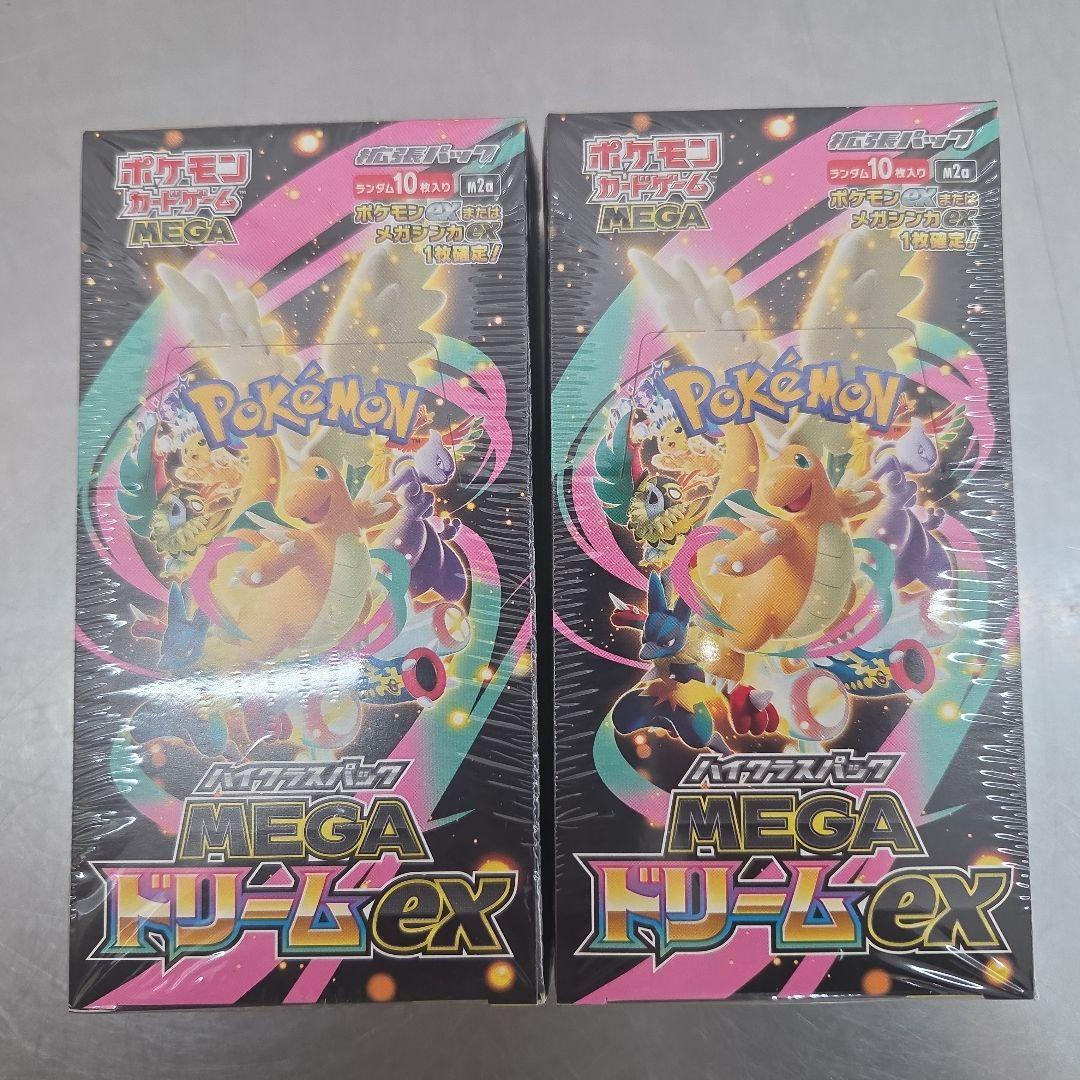 ポケモン
カードゲーム
MEGA
拡張パック
ランダム10枚入り M2a
ポケモンexまたは
メガシンカex
1枚確定!
POKÉMON
TM
ハイクラスパック
MEGA
ドリームex
ポケモン
カードゲーム
MEGA
拡張パック
ランダム10枚入り M2a
ポケモンexまたは
メガシンカex
1枚確定!
POKÉMON
TM
ハイクラスパック
MEGA
ドリームex